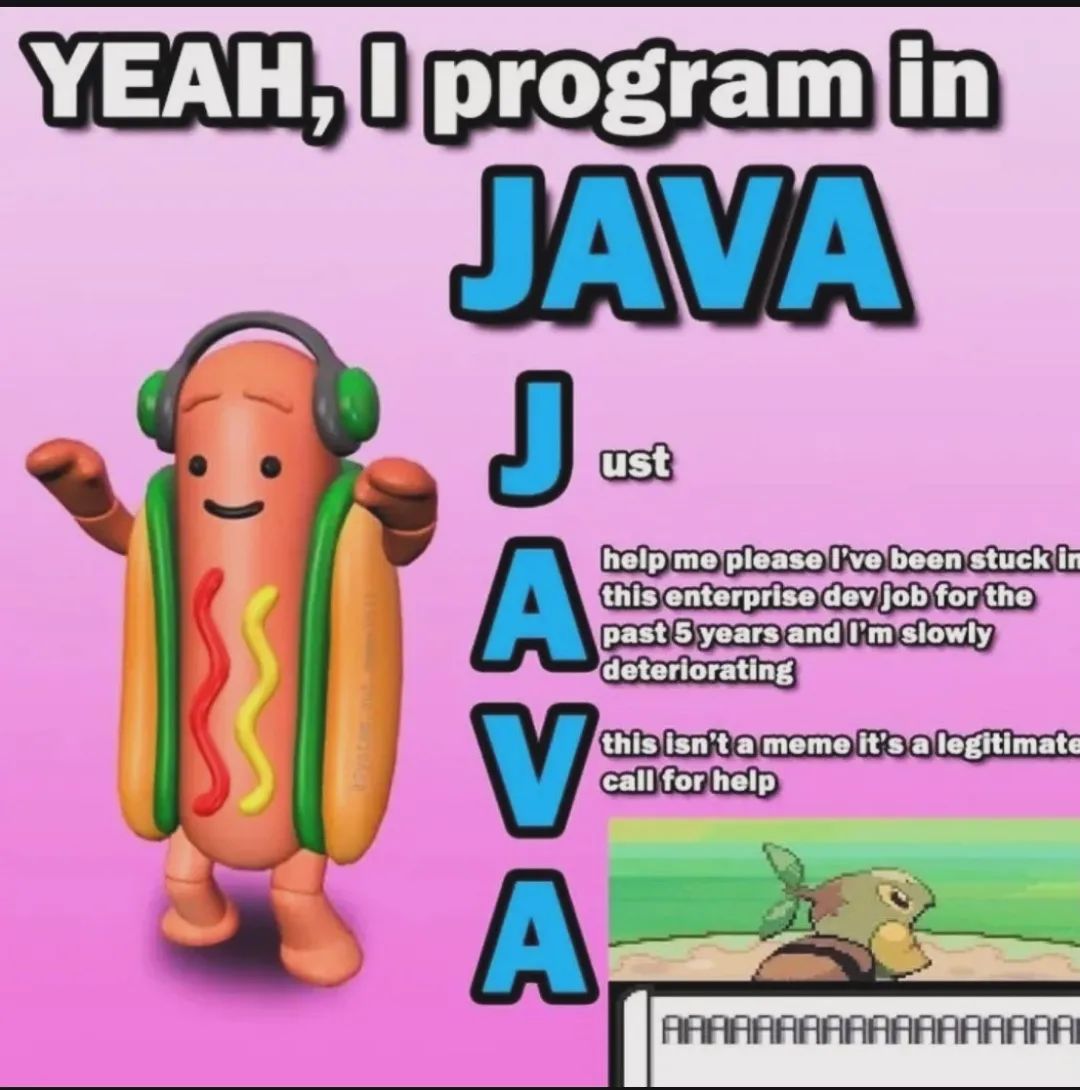 YEAH, I program in
JAVA
J ust
A help me please I've been stuck in
this enterprise dev job for the
past 5 years and I'm slowly
deteriorating
V this isn't a meme it's a legitimate
call for help
A
AAAAAAAAAAAAAAAAAAA